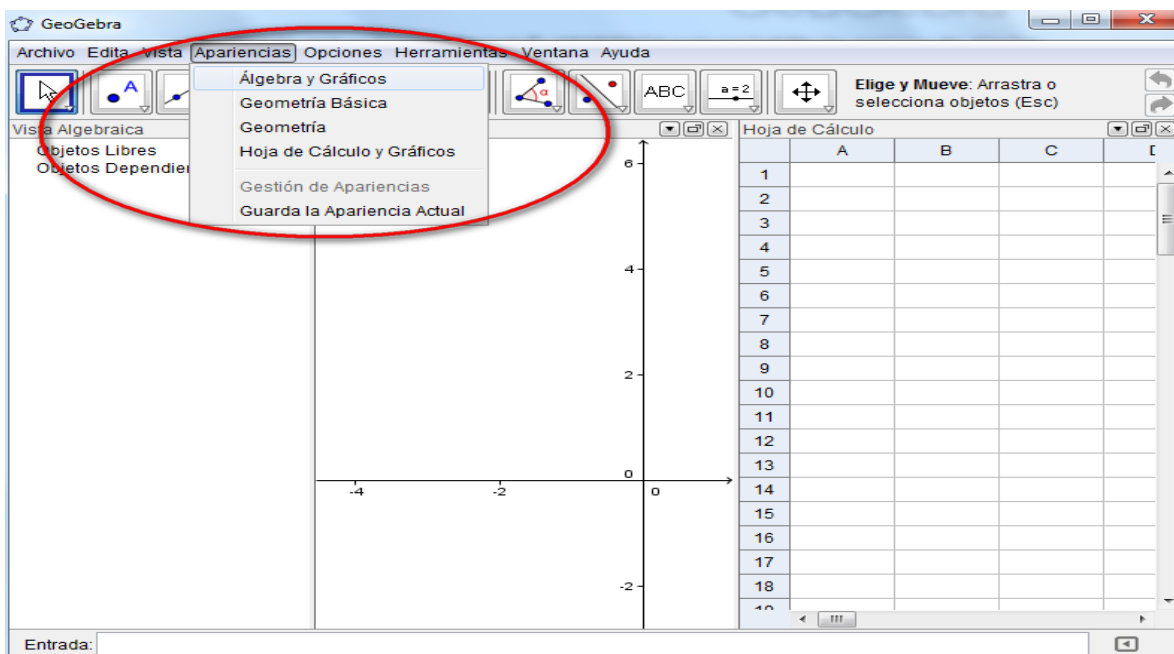 GeoGebra
Archivo Edita Vista Apariencias Opciones Herramientas Ventana Ayuda
A
α
ABC
a=2
Elige y Mueve: Arrastra o
selecciona objetos (Esc)
Álgebra y Gráficos
Geometría Básica
Geometría
Hoja de Cálculo y Gráficos
Gestión de Apariencias
Guarda la Apariencia Actual
Vista Algebraica
Objetos Libres
Objetos Dependien
6
4
2
0
-4 -2 0
-2
Hoja de Cálculo
A B C
1
2
3
4
5
6
7
8
9
10
11
12
13
14
15
16
17
18
Entrada: